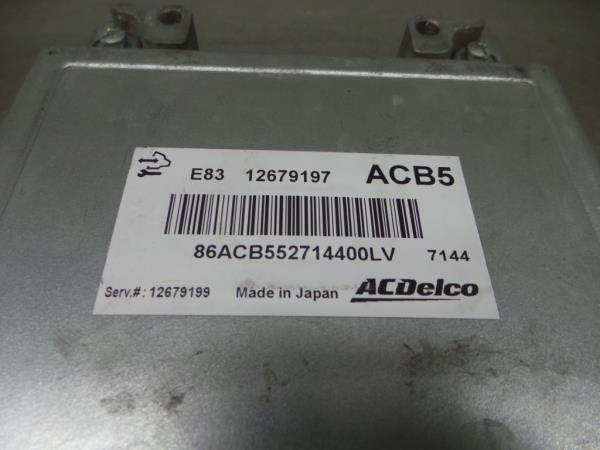 E83 12679197 ACB5
86ACB552714400LV 7144
Serv.#: 12679199 Made in Japan ACDelco